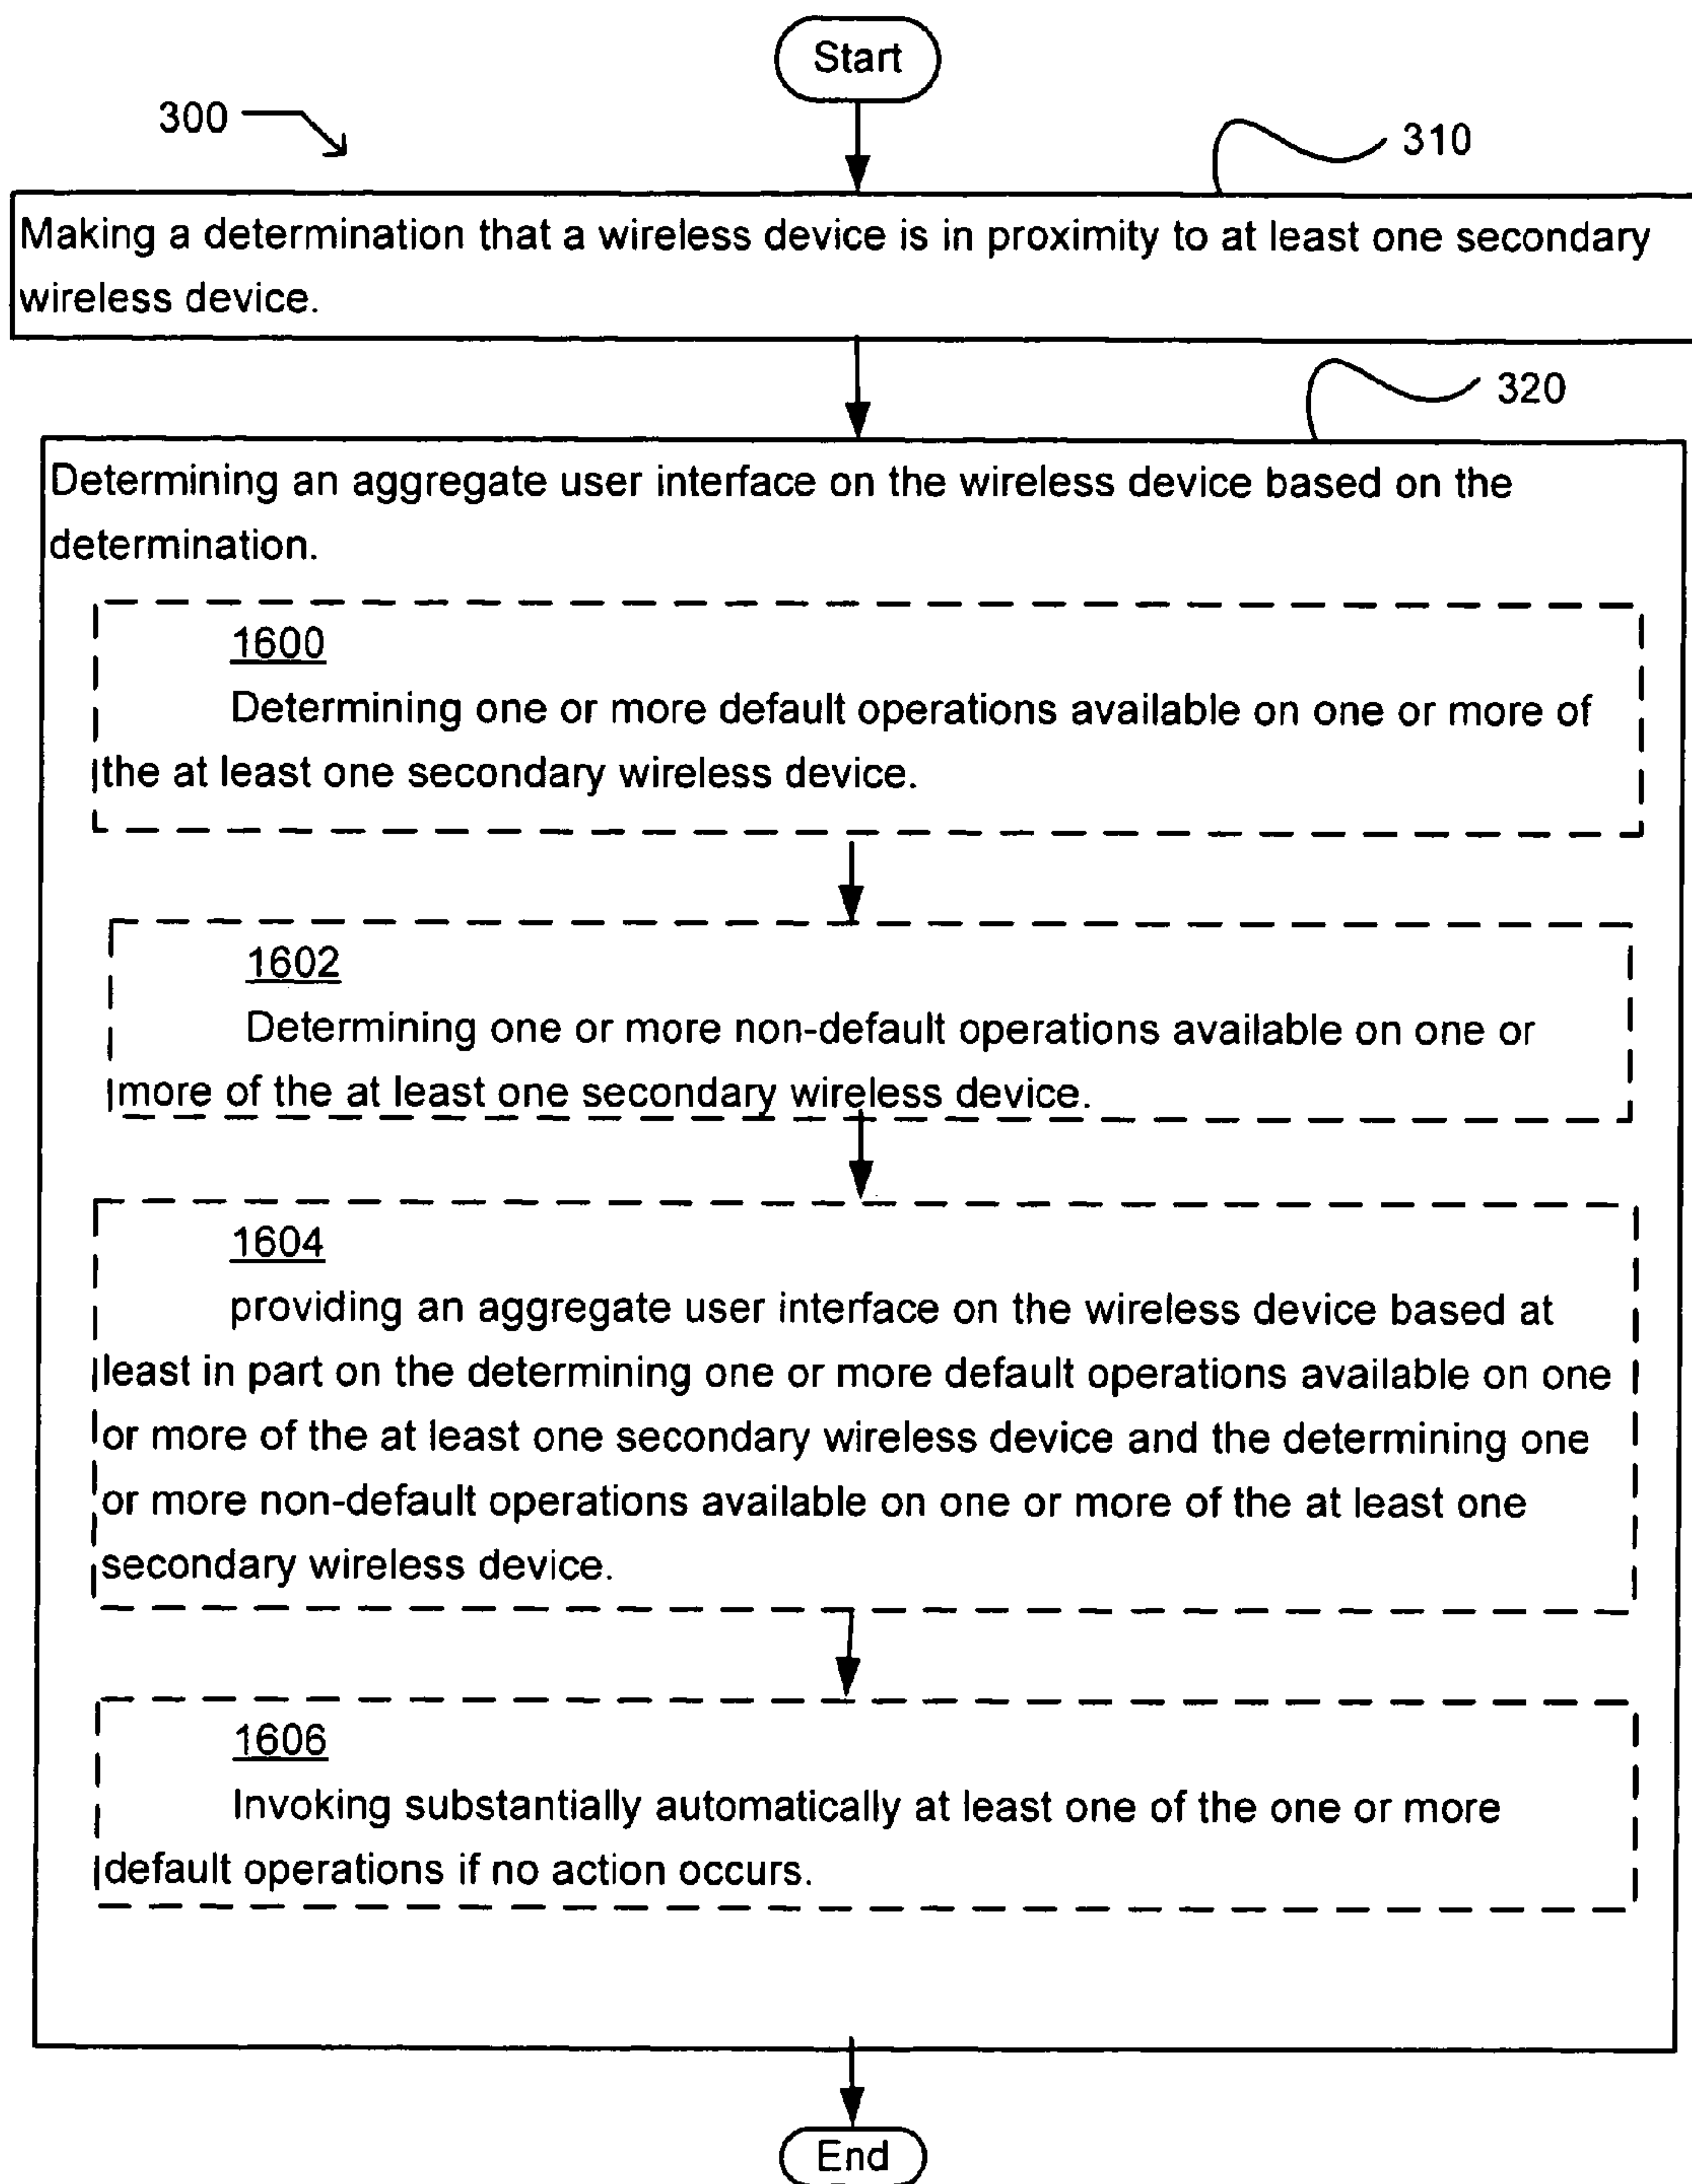 Start
300
310
Making a determination that a wireless device is in proximity to at least one secondary
wireless device.
320
Determining an aggregate user interface on the wireless device based on the
determination.
1600
Determining one or more default operations available on one or more of
the at least one secondary wireless device.
1602
Determining one or more non-default operations available on one or
more of the at least one secondary wireless device.
1604
providing an aggregate user interface on the wireless device based at
least in part on the determining one or more default operations available on one
or more of the at least one secondary wireless device and the determining one
or more non-default operations available on one or more of the at least one
secondary wireless device.
1606
Invoking substantially automatically at least one of the one or more
default operations if no action occurs.
End